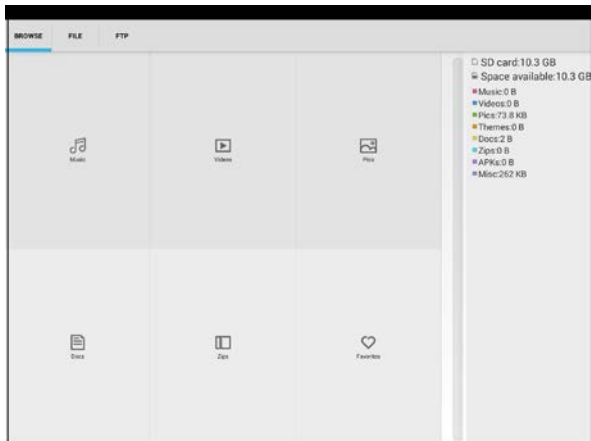 BROWSE FILE FTP
SD card:10.3 GB
Space available:10.3 GB
Music:0 B
Videos:0 B
Pics:73.8 KB
Themes:0 B
Docs:2 B
Zips:0 B
APKs:0 B
Misc:262 KB
Music Videos Pics
Docs Zips Favorites